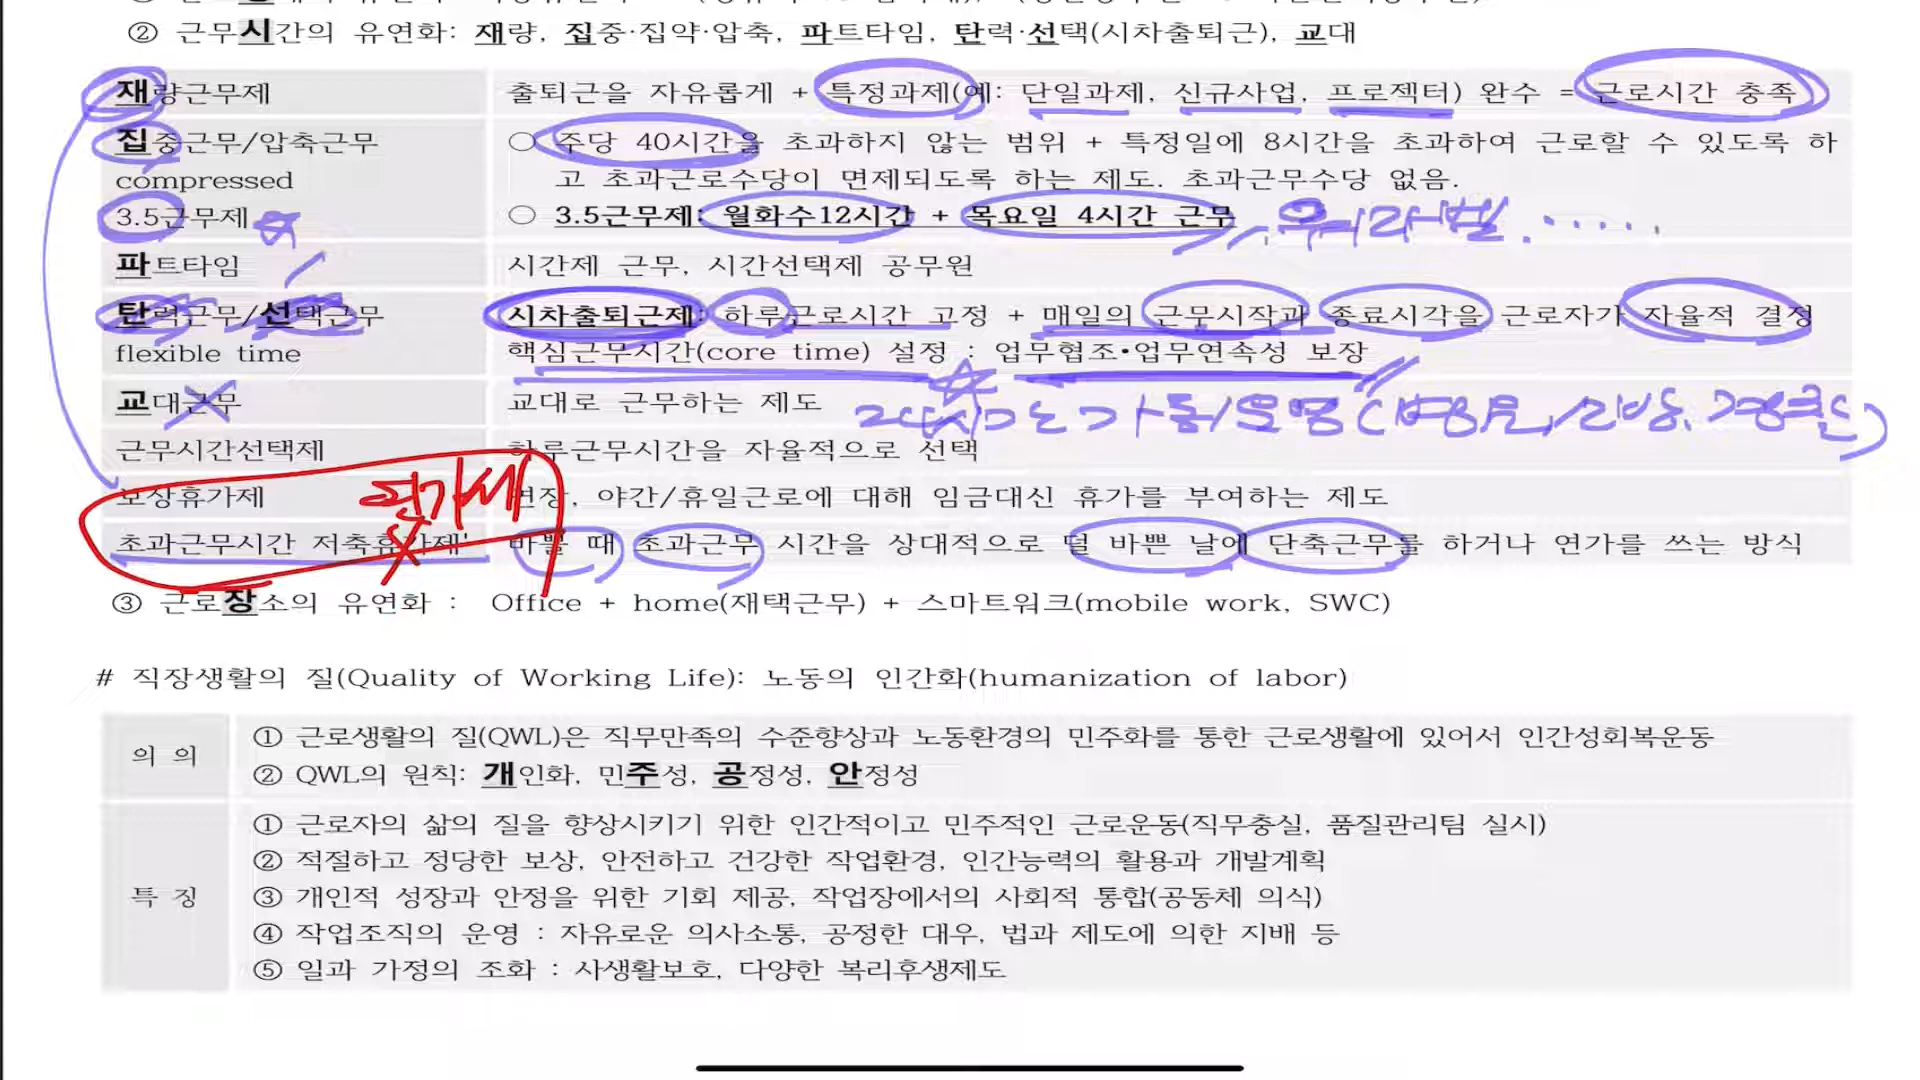 ② 근무시간의 유연화: 재량, 집중·집약·압축, 파트타임, 탄력·선택(시차출퇴근), 교대
재량근무제 출퇴근을 자유롭게 + 특정과제(예: 단일과제, 신규사업, 프로젝터) 완수 = 근로시간 충족
집중근무/압축근무 ○ 주당 40시간을 초과하지 않는 범위 + 특정일에 8시간을 초과하여 근로할 수 있도록 하
compressed 고 초과근로수당이 면제되도록 하는 제도. 초과근무수당 없음.
3.5근무제 ○ 3.5근무제: 월화수12시간 + 목요일 4시간 근무
파트타임 시간제 근무, 시간선택제 공무원
탄력근무/선택근무 시차출퇴근제: 하루근로시간 고정 + 매일의 근무시작과 종료시각을 근로자가 자율적 결정
flexible time 핵심근무시간(core time) 설정 : 업무협조•업무연속성 보장
교대근무 교대로 근무하는 제도
근무시간선택제 하루근무시간을 자율적으로 선택
보상휴가제 연가제 연장, 야간/휴일근로에 대해 임금대신 휴가를 부여하는 제도
초과근무시간 저축휴가제' 바쁠 때 초과근무 시간을 상대적으로 덜 바쁜 날에 단축근무를 하거나 연가를 쓰는 방식
③ 근로장소의 유연화 : Office + home(재택근무) + 스마트워크(mobile work, SWC)
# 직장생활의 질(Quality of Working Life): 노동의 인간화(humanization of labor)
의 의
① 근로생활의 질(QWL)은 직무만족의 수준향상과 노동환경의 민주화를 통한 근로생활에 있어서 인간성회복운동
② QWL의 원칙: 개인화, 민주성, 공정성, 안정성
특 징
① 근로자의 삶의 질을 향상시키기 위한 인간적이고 민주적인 근로운동(직무충실, 품질관리팀 실시)
② 적절하고 정당한 보상, 안전하고 건강한 작업환경, 인간능력의 활용과 개발계획
③ 개인적 성장과 안정을 위한 기회 제공, 작업장에서의 사회적 통합(공동체 의식)
④ 작업조직의 운영 : 자유로운 의사소통, 공정한 대우, 법과 제도에 의한 지배 등
⑤ 일과 가정의 조화 : 사생활보호, 다양한 복리후생제도